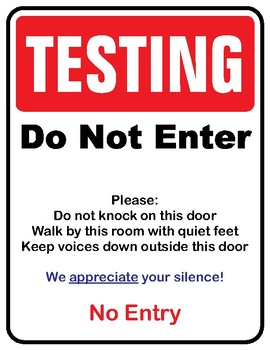 TESTING
Do Not Enter
Please:
Do not knock on this door
Walk by this room with quiet feet
Keep voices down outside this door
We appreciate your silence!
No Entry